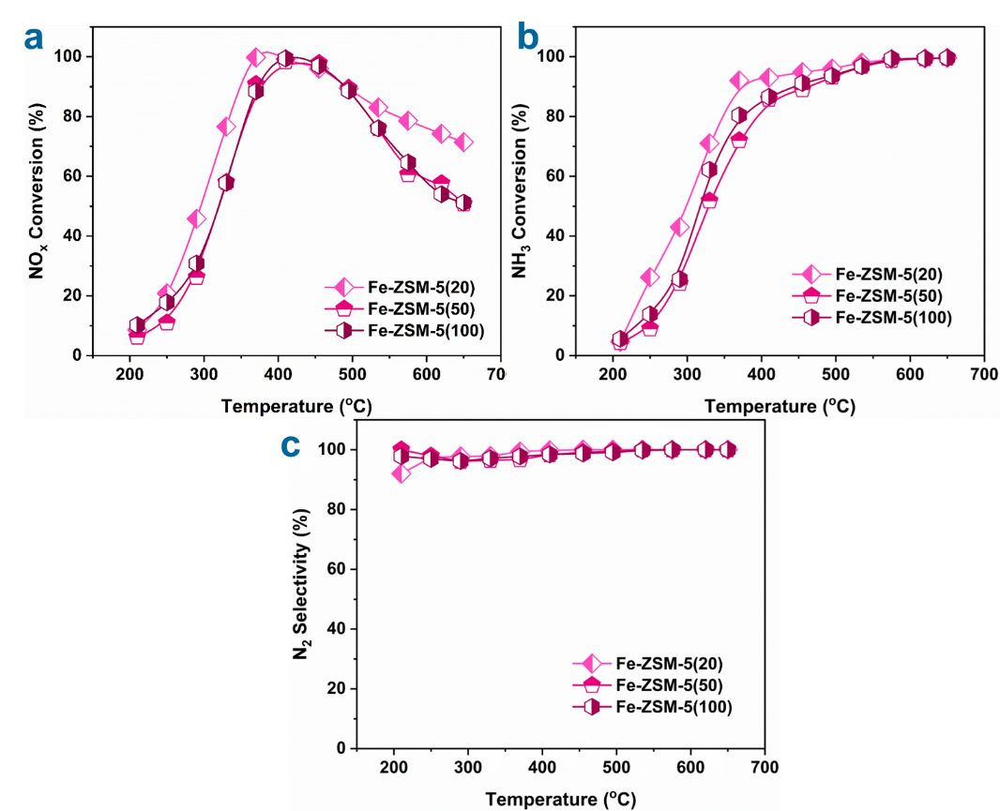 a
NOx Conversion (%)
100
80
60
40
20
0
Fe-ZSM-5(20)
Fe-ZSM-5(50)
Fe-ZSM-5(100)
200 300 400 500 600 70
Temperature (oC)
b
NH3 Conversion (%)
100
80
60
40
20
0
Fe-ZSM-5(20)
Fe-ZSM-5(50)
Fe-ZSM-5(100)
200 300 400 500 600 700
Temperature (oC)
c
N2 Selectivity (%)
100
80
60
40
20
0
Fe-ZSM-5(20)
Fe-ZSM-5(50)
Fe-ZSM-5(100)
200 300 400 500 600 700
Temperature (oC)